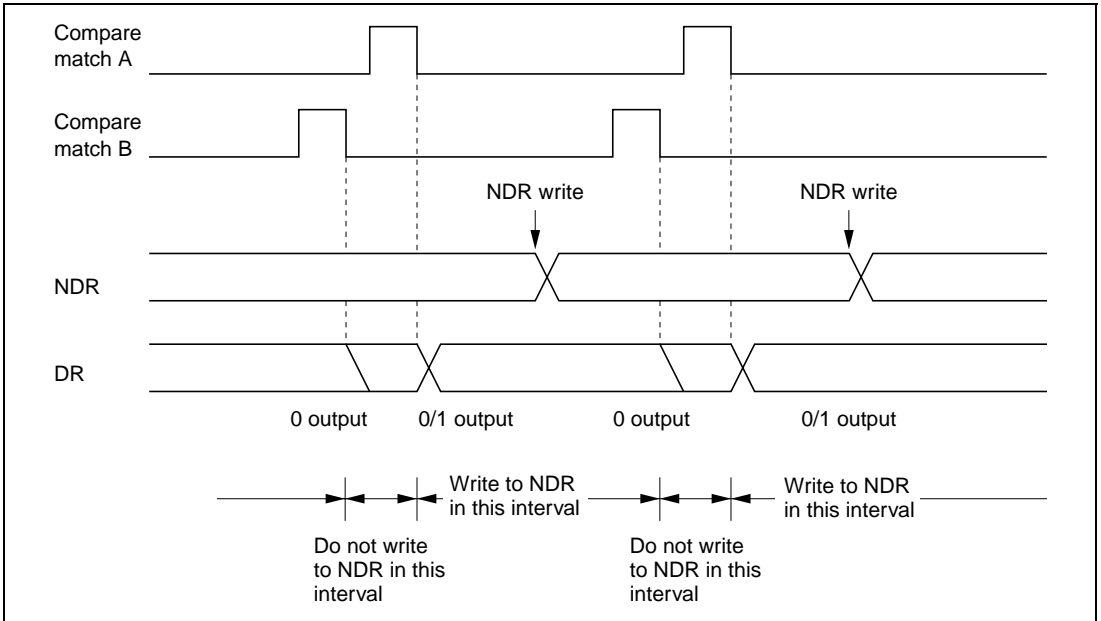 Compare
match A
Compare
match B
NDR write
NDR write
NDR
DR
0 output
0/1 output
0 output
0/1 output
Write to NDR
in this interval
Write to NDR
in this interval
Do not write
to NDR in this
interval
Do not write
to NDR in this
interval